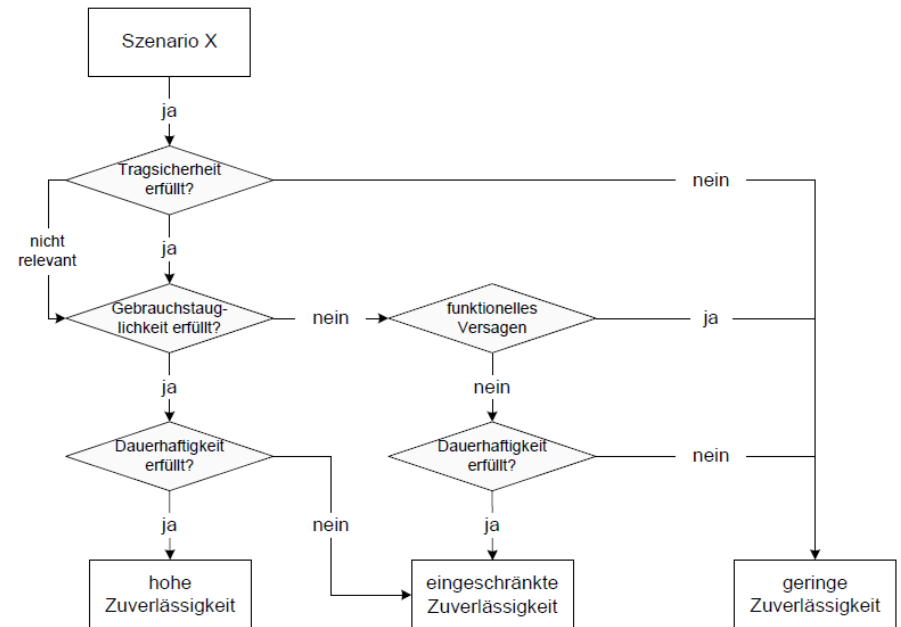 Szenario X
ja
Tragsicherheit
erfüllt?
nein
nicht
relevant
ja
Gebrauchstaug-
lichkeit erfüllt?
nein
funktionelles
Versagen
ja
ja
nein
Dauerhaftigkeit
erfüllt?
Dauerhaftigkeit
erfüllt?
nein
ja
nein
ja
hohe
Zuverlässigkeit
eingeschränkte
Zuverlässigkeit
geringe
Zuverlässigkeit